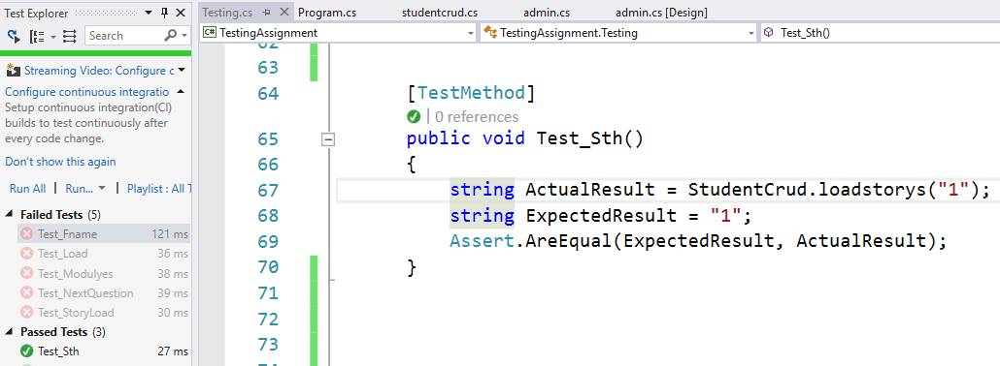 Test Explorer
Search
Streaming Video: Configure c
Configure continuous integratio
Setup continuous integration(CI)
builds to test continuously after
every code change.
Don't show this again
Run All | Run... | Playlist : All T
Failed Tests (5)
Test_Fname 121 ms
Test_Load 36 ms
Test_Modulyes 38 ms
Test_NextQuestion 39 ms
Test_StoryLoad 30 ms
Passed Tests (3)
Test_Sth 27 ms
Testing.cs Program.cs studentcrud.cs admin.cs admin.cs [Design]
C# TestingAssignment TestingAssignment.Testing Test_Sth()
62
63
64 [TestMethod]
| 0 references
65 public void Test_Sth()
66 {
67 string ActualResult = StudentCrud.loadstorys("1");
68 string ExpectedResult = "1";
69 Assert.AreEqual(ExpectedResult, ActualResult);
70 }
71
72
73